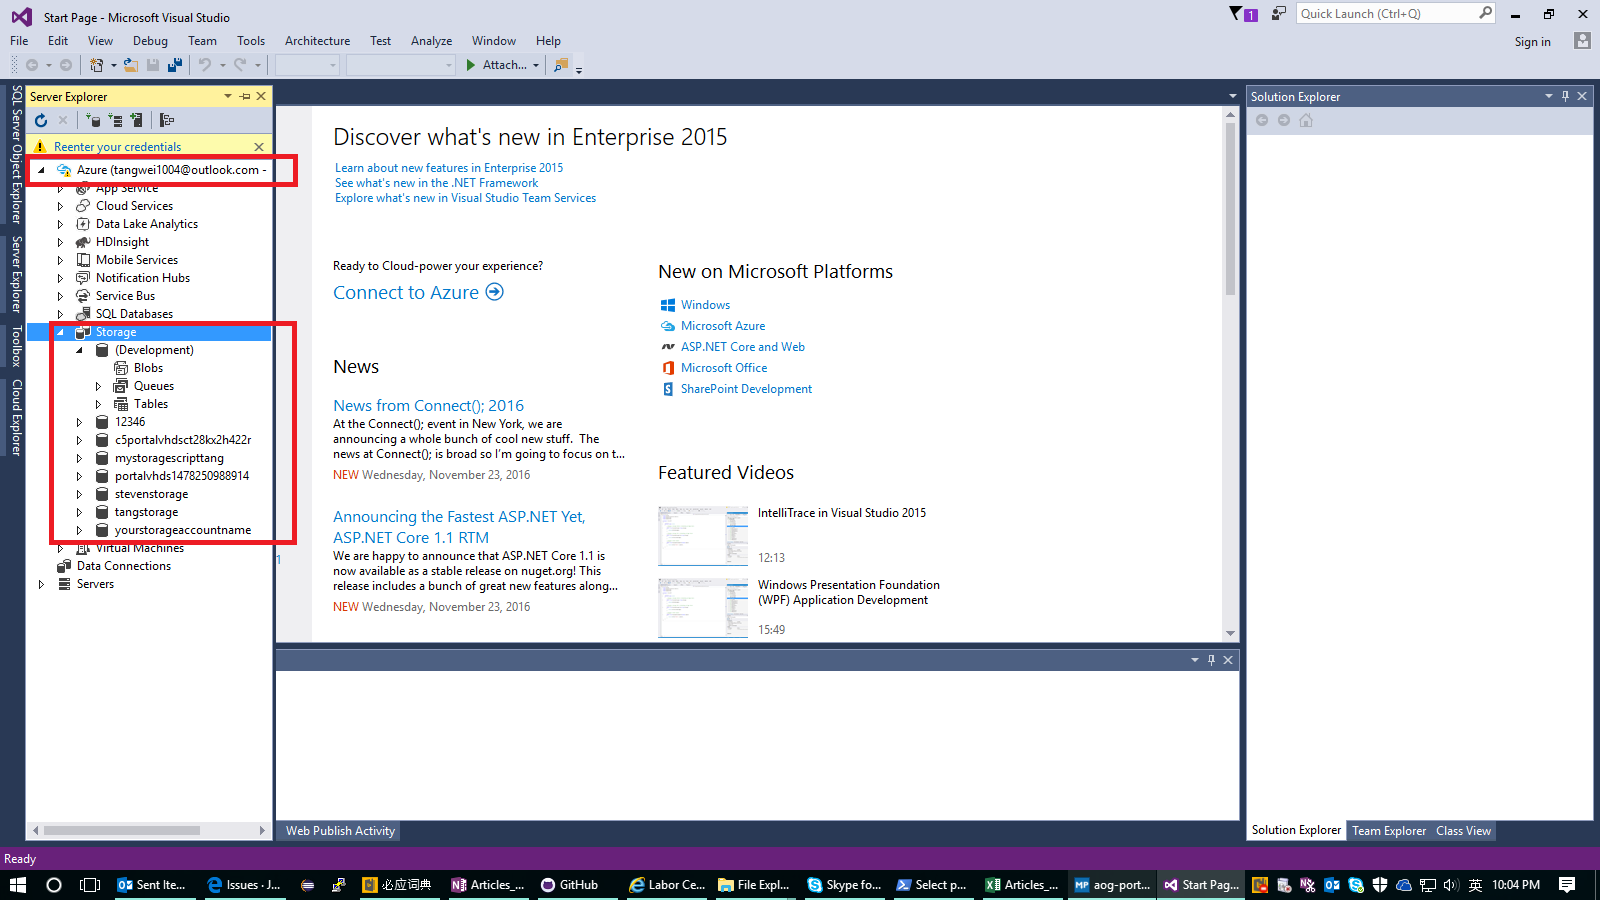 Start Page - Microsoft Visual Studio
1
Quick Launch (Ctrl+Q)
File Edit View Debug Team Tools Architecture Test Analyze Window Help
Sign in
Attach...
SQL Server Object Explorer
Server Explorer
Toolbox
Cloud Explorer
Server Explorer
Reenter your credentials
Azure (tangwei1004@outlook.com -
App Service
Cloud Services
Data Lake Analytics
HDInsight
Mobile Services
Notification Hubs
Service Bus
SQL Databases
Storage
(Development)
Blobs
Queues
Tables
12346
c5portalvhdsct28kx2h422r
mystoragescripttang
portalvhds1478250988914
stevenstorage
tangstorage
yourstorageaccountname
Virtual Machines
Data Connections
Servers
Discover what's new in Enterprise 2015
Learn about new features in Enterprise 2015
See what's new in the .NET Framework
Explore what's new in Visual Studio Team Services
Ready to Cloud-power your experience?
Connect to Azure
News
News from Connect(); 2016
At the Connect(); event in New York, we are
announcing a whole bunch of cool new stuff. The
news at Connect(); is broad so I'm going to focus on t...
NEW Wednesday, November 23, 2016
Announcing the Fastest ASP.NET Yet,
ASP.NET Core 1.1 RTM
We are happy to announce that ASP.NET Core 1.1 is
now available as a stable release on nuget.org! This
release includes a bunch of great new features along...
NEW Wednesday, November 23, 2016
New on Microsoft Platforms
Windows
Microsoft Azure
ASP.NET Core and Web
Microsoft Office
SharePoint Development
Featured Videos
IntelliTrace in Visual Studio 2015
12:13
Windows Presentation Foundation
(WPF) Application Development
15:49
1
Web Publish Activity
Solution Explorer
Solution Explorer Team Explorer Class View
Ready
Sent Ite... Issues · J... 必应词典 Articles_... GitHub Labor Ce... File Expl... Skype fo... Select p... Articles_... aog-port... Start Pag... 英 10:04 PM